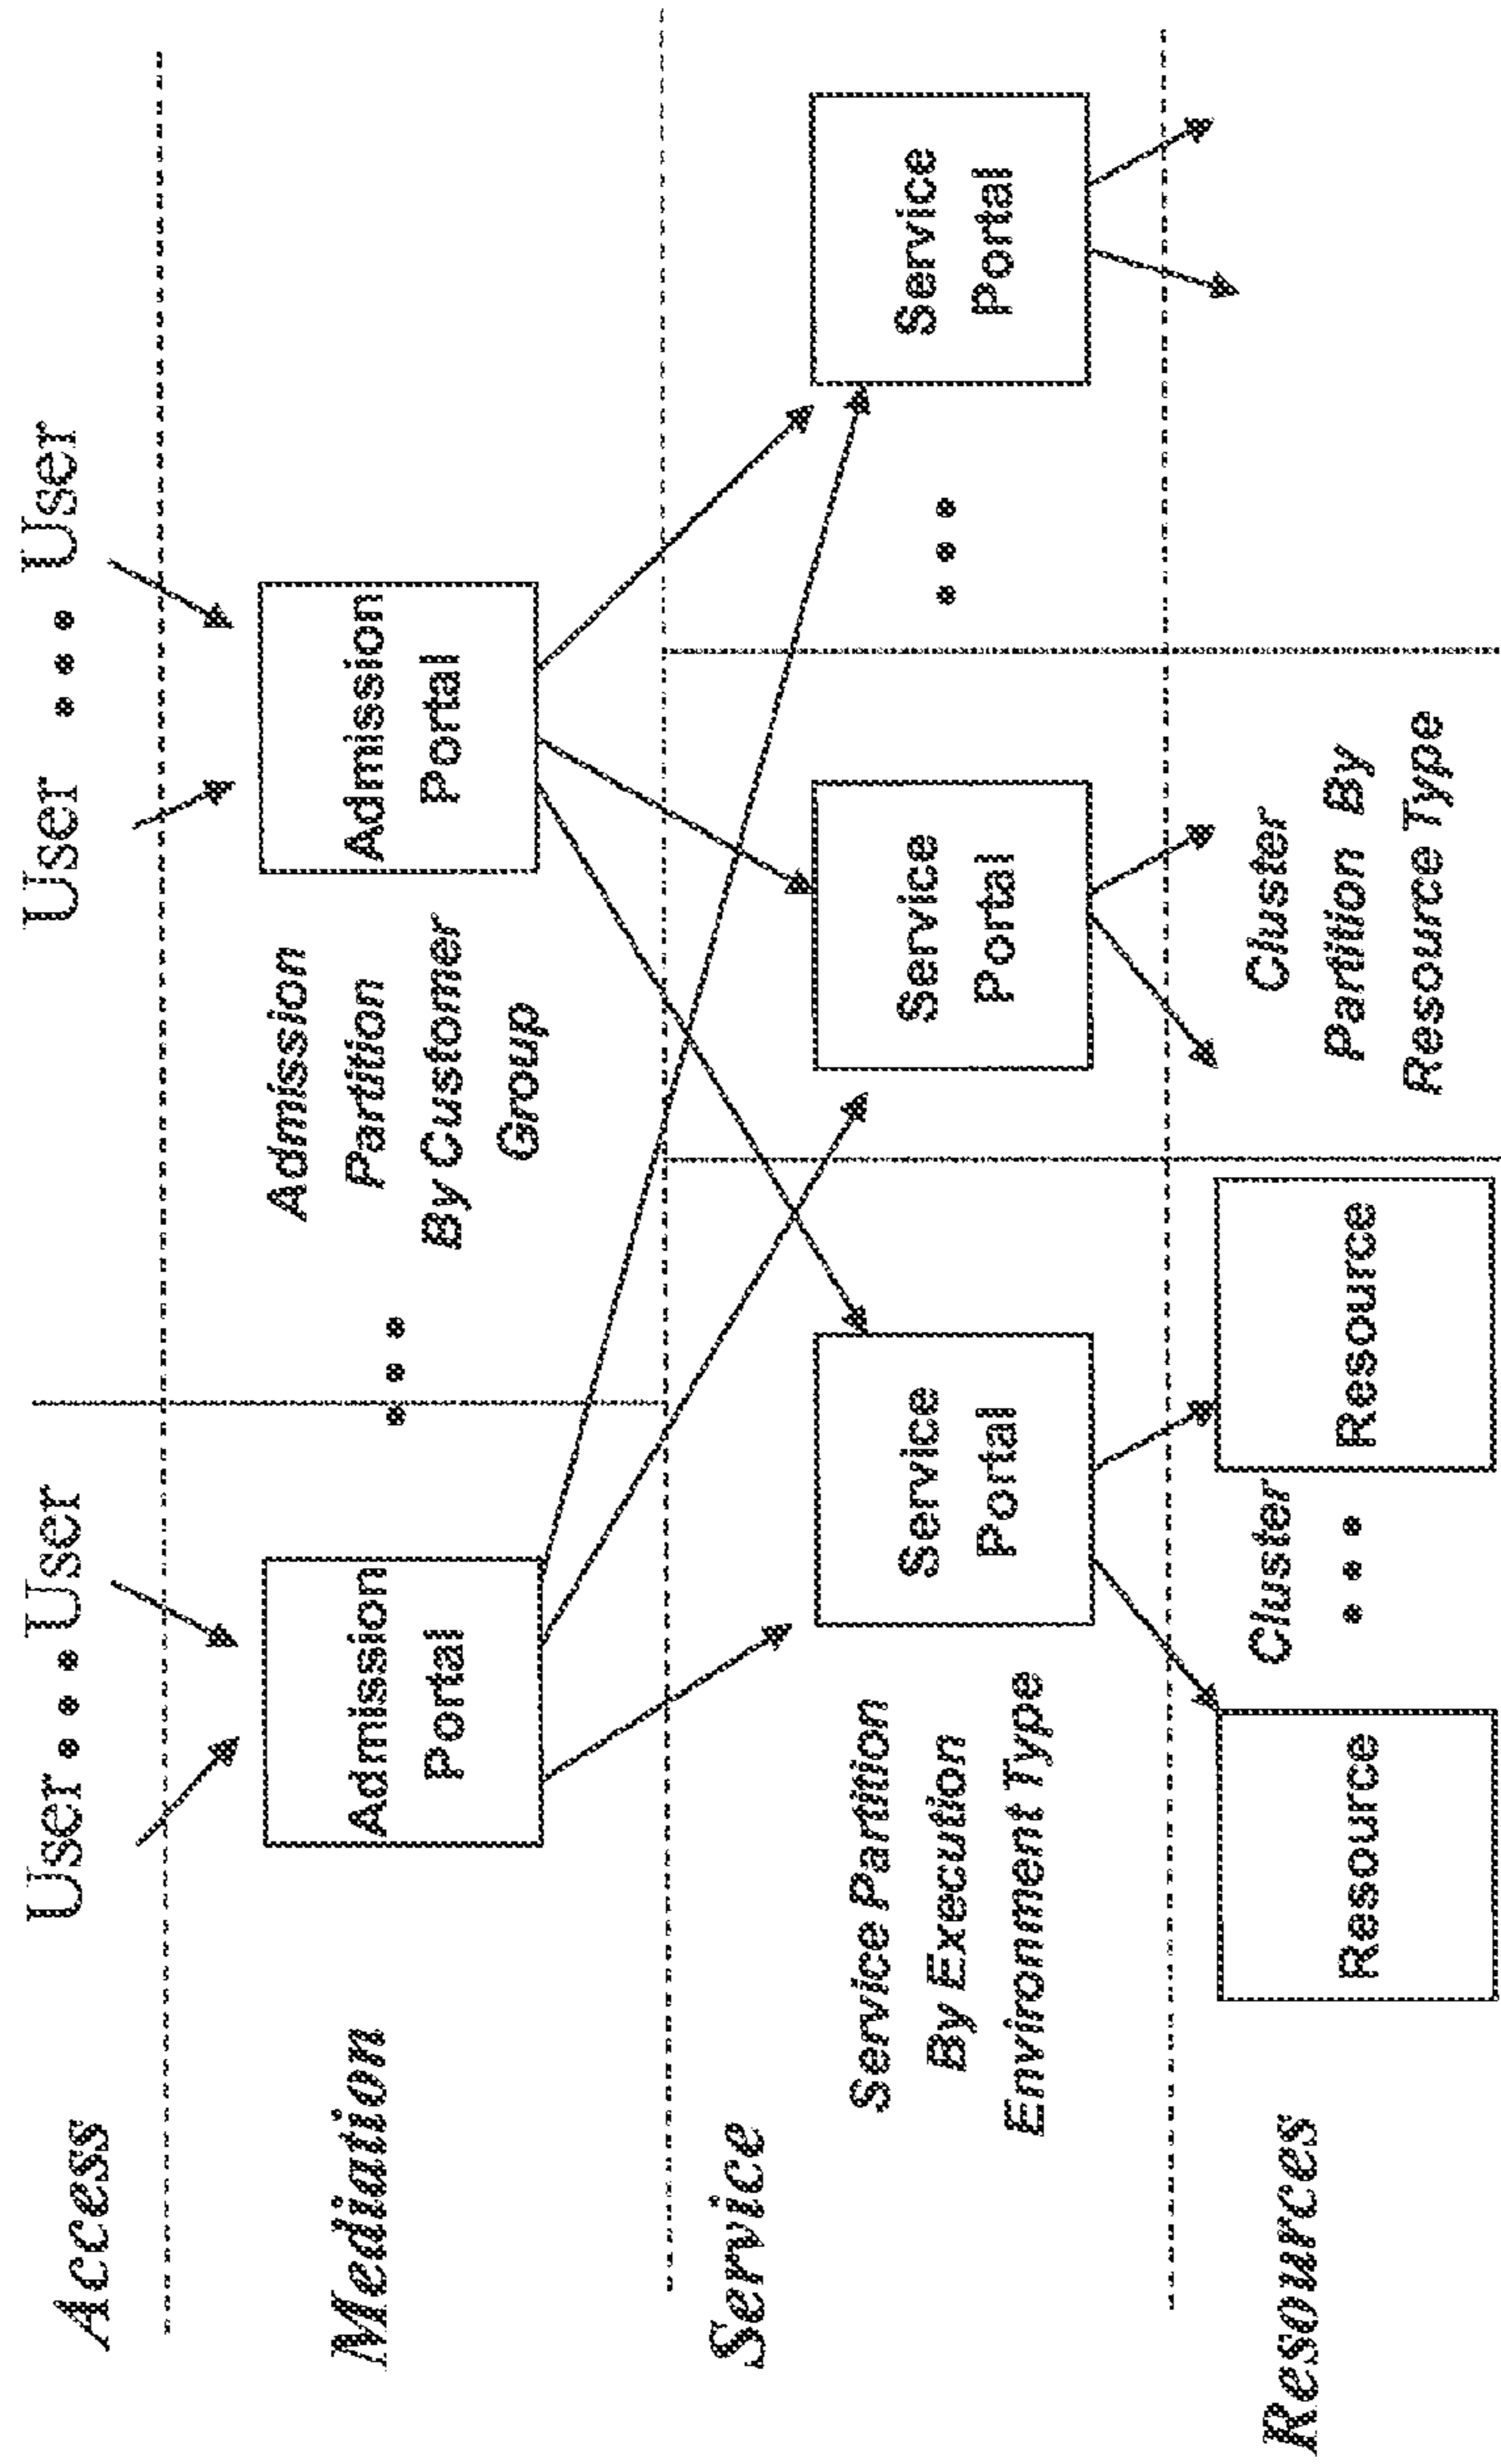 Access
User • • • User
User • • • User
Mediation
Admission
Portal
• • •
Admission
Partition
By Customer
Group
Admission
Portal
Service
Service Partition
By Execution
Environment Type
Service
Portal
Service
Portal
• • •
Service
Portal
Resources
Resource
Cluster
• • •
Resource
Cluster
Partition By
Resource Type